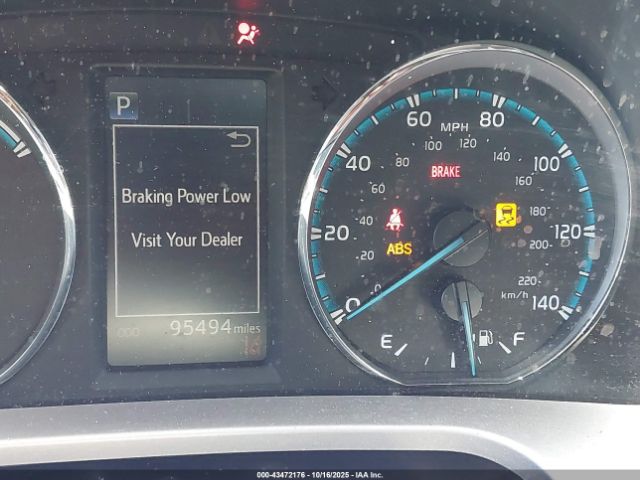 P
Braking Power Low
Visit Your Dealer
ODO 95494 miles
0 20 40 60 80 100 120 140
MPH
20 40 60 80 100 120 140 160 180 200 220
km/h
BRAKE
ABS
E F
000-43472176 - 10/16/2025 - IAA Inc.